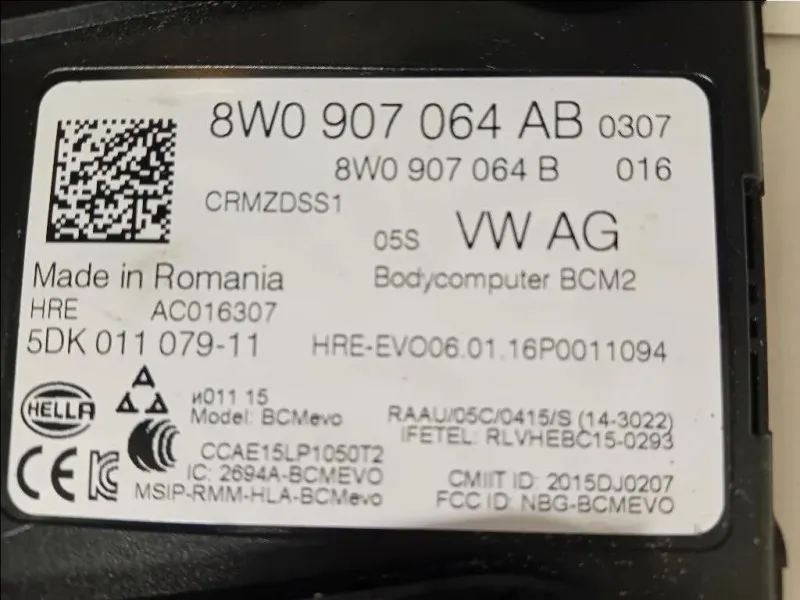 8W0 907 064 AB 0307
8W0 907 064 B 016
CRMZDSS1
05S VW AG
Made in Romania Bodycomputer BCM2
HRE AC016307
5DK 011 079-11 HRE-EVO06.01.16P0011094
HELLA
и011 15
Model: BCMevo RAAU/05C/0415/S (14-3022)
IFETEL: RLVHEBC15-0293
CCAE15LP1050T2
IC: 2694A-BCMEVO CMIIT ID: 2015DJ0207
MSIP-RMM-HLA-BCMevo FCC ID: NBG-BCMEVO
CE